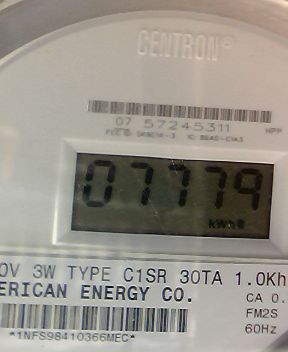 CENTRON®
07 57245311
HPP
07779
kWh
0V 3W TYPE C1SR 30TA 1.0Kh
ERICAN ENERGY CO.
CA 0.
FM2S
60Hz
*1NFS98410366MEC*